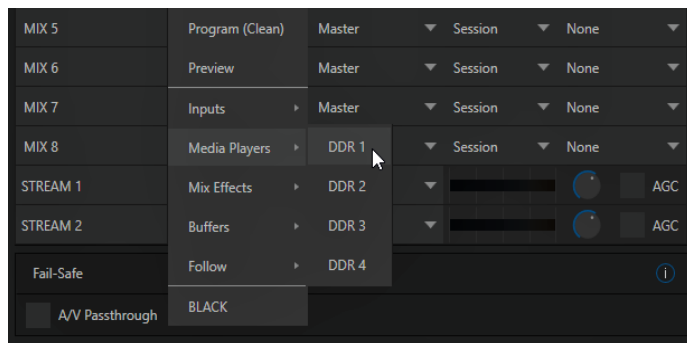 MIX 5 Program (Clean) Master Session None
MIX 6 Preview Master Session None
MIX 7 Inputs Master Session None
MIX 8 Media Players DDR 1 Session None
STREAM 1 Mix Effects DDR 2 AGC
STREAM 2 Buffers DDR 3 AGC
Fail-Safe Follow DDR 4 i
A/V Passthrough BLACK